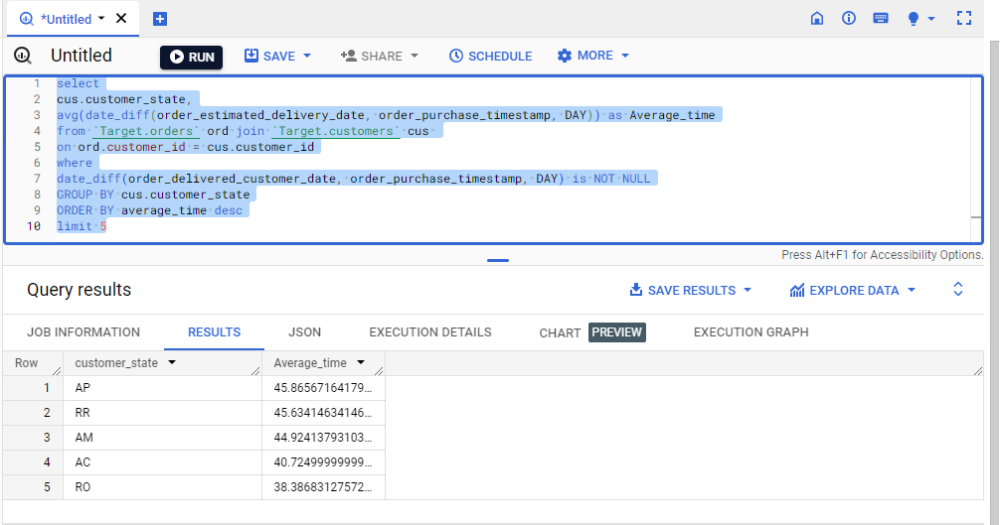 *Untitled
Untitled RUN SAVE SHARE SCHEDULE MORE
1 select
2 cus.customer_state,
3 avg(date_diff(order_estimated_delivery_date, order_purchase_timestamp, DAY)) as Average_time
4 from `Target.orders` ord join `Target.customers` cus
5 on ord.customer_id = cus.customer_id
6 where
7 date_diff(order_delivered_customer_date, order_purchase_timestamp, DAY) is NOT NULL
8 GROUP BY cus.customer_state
9 ORDER BY average_time desc
10 limit 5
Press Alt+F1 for Accessibility Options.
Query results SAVE RESULTS EXPLORE DATA
JOB INFORMATION RESULTS JSON EXECUTION DETAILS CHART PREVIEW EXECUTION GRAPH
Row customer_state Average_time
1 AP 45.86567164179...
2 RR 45.63414634146...
3 AM 44.92413793103...
4 AC 40.72499999999...
5 RO 38.38683127572...